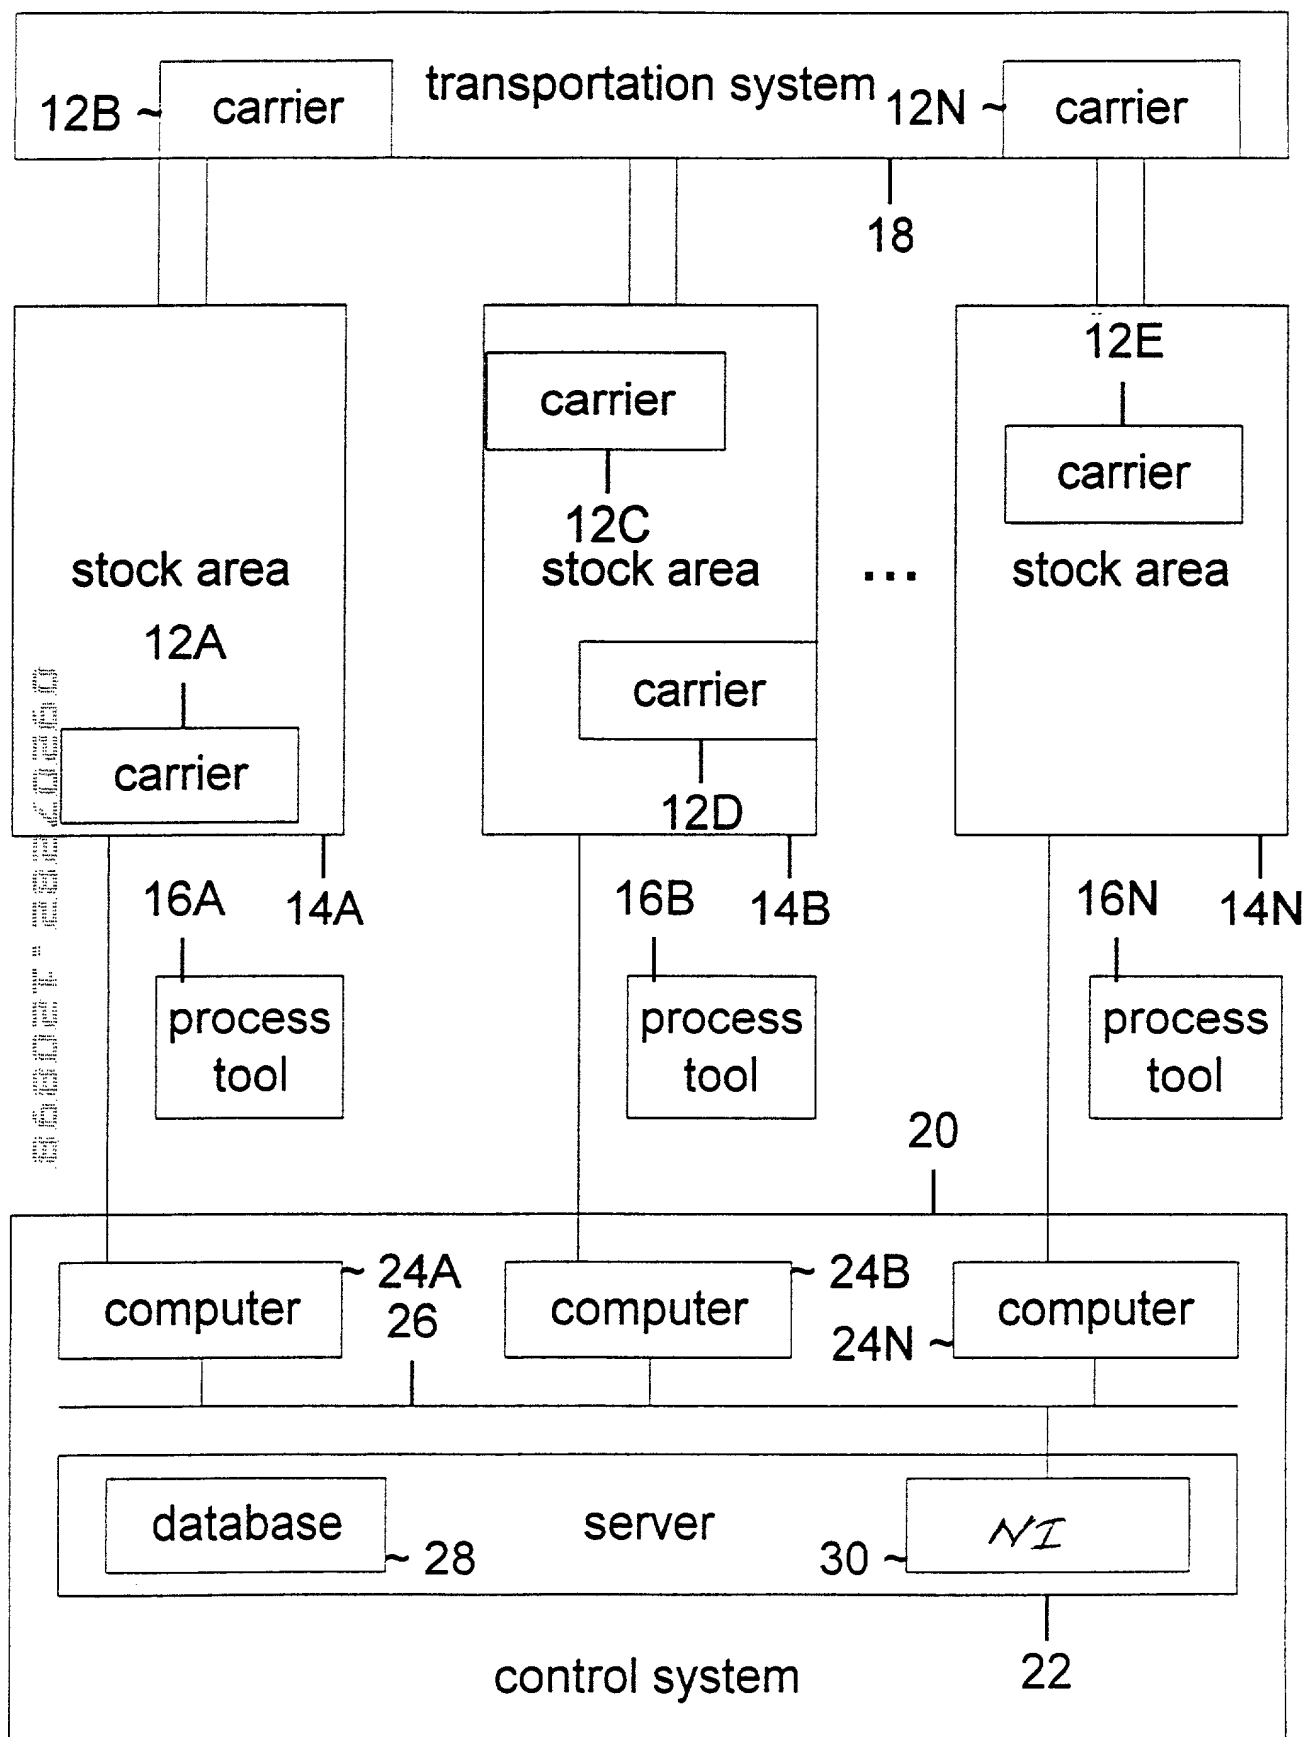 transportation system
12B ~ carrier
12N ~ carrier
18
12E
carrier
carrier
12C
stock area
stock area
...
stock area
12A
carrier
12D
carrier
16A
14A
16B
14B
16N
14N
process
tool
process
tool
process
tool
20
~ 24A
~ 24B
computer
26
computer
24N ~
computer
database
~ 28
server
30 ~
NI
control system
22